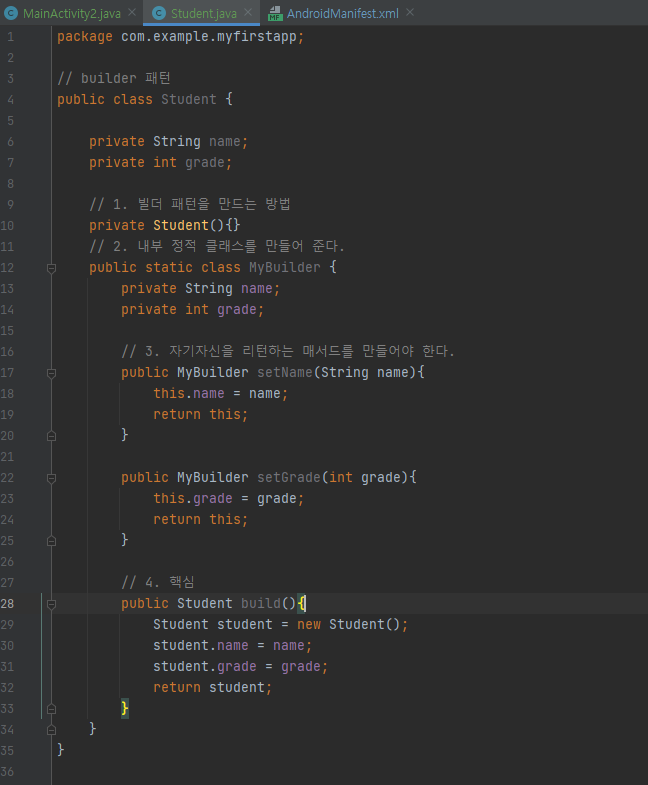 MainActivity2.java × Student.java × AndroidManifest.xml ×
1 package com.example.myfirstapp;
2
3 // builder 패턴
4 public class Student {
5
6     private String name;
7     private int grade;
8
9     // 1. 빌더 패턴을 만드는 방법
10     private Student(){}
11     // 2. 내부 정적 클래스를 만들어 준다.
12     public static class MyBuilder {
13         private String name;
14         private int grade;
15
16         // 3. 자기자신을 리턴하는 매서드를 만들어야 한다.
17         public MyBuilder setName(String name){
18             this.name = name;
19             return this;
20         }
21
22         public MyBuilder setGrade(int grade){
23             this.grade = grade;
24             return this;
25         }
26
27         // 4. 핵심
28         public Student build(){
29             Student student = new Student();
30             student.name = name;
31             student.grade = grade;
32             return student;
33         }
34     }
35 }
36